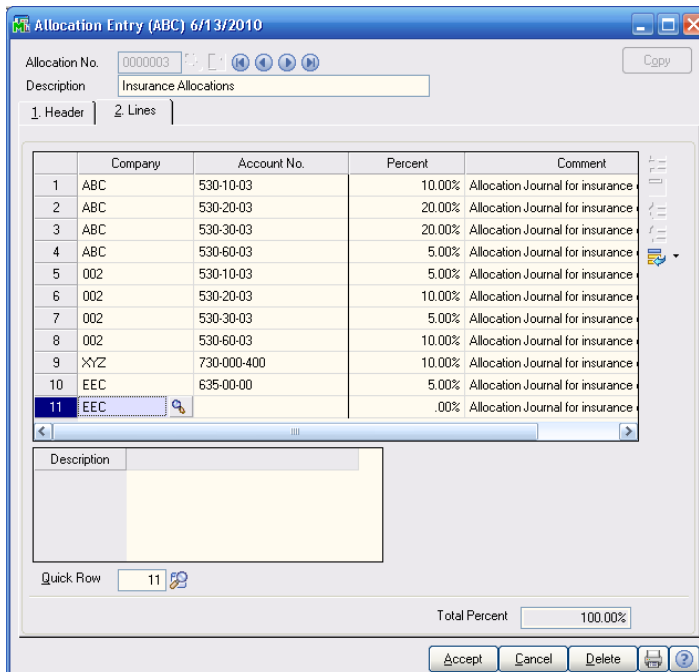 Allocation Entry (ABC) 6/13/2010
Allocation No. 0000003 Copy
Description Insurance Allocations
1. Header 2. Lines
Company Account No. Percent Comment
1 ABC 530-10-03 10.00% Allocation Journal for insurance
2 ABC 530-20-03 20.00% Allocation Journal for insurance
3 ABC 530-30-03 20.00% Allocation Journal for insurance
4 ABC 530-60-03 5.00% Allocation Journal for insurance
5 002 530-10-03 5.00% Allocation Journal for insurance
6 002 530-20-03 10.00% Allocation Journal for insurance
7 002 530-30-03 5.00% Allocation Journal for insurance
8 002 530-60-03 10.00% Allocation Journal for insurance
9 XYZ 730-000-400 10.00% Allocation Journal for insurance
10 EEC 635-00-00 5.00% Allocation Journal for insurance
11 EEC .00% Allocation Journal for insurance
Description
Quick Row 11
Total Percent 100.00%
Accept Cancel Delete